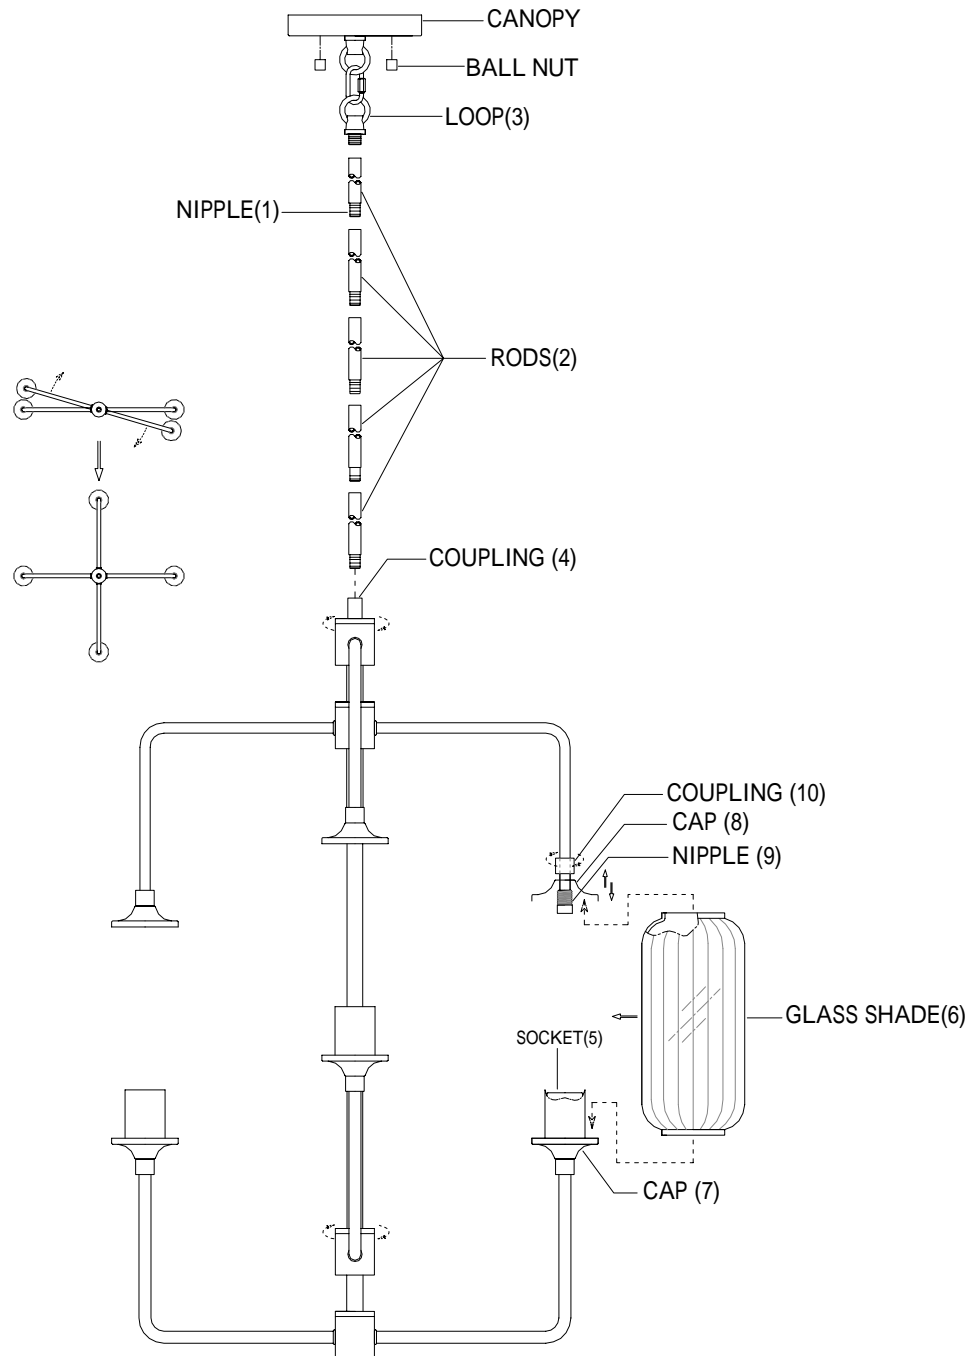 CANOPY
BALL NUT
LOOP(3)
NIPPLE(1)
RODS(2)
COUPLING (4)
COUPLING (10)
CAP (8)
NIPPLE (9)
GLASS SHADE(6)
SOCKET(5)
CAP (7)